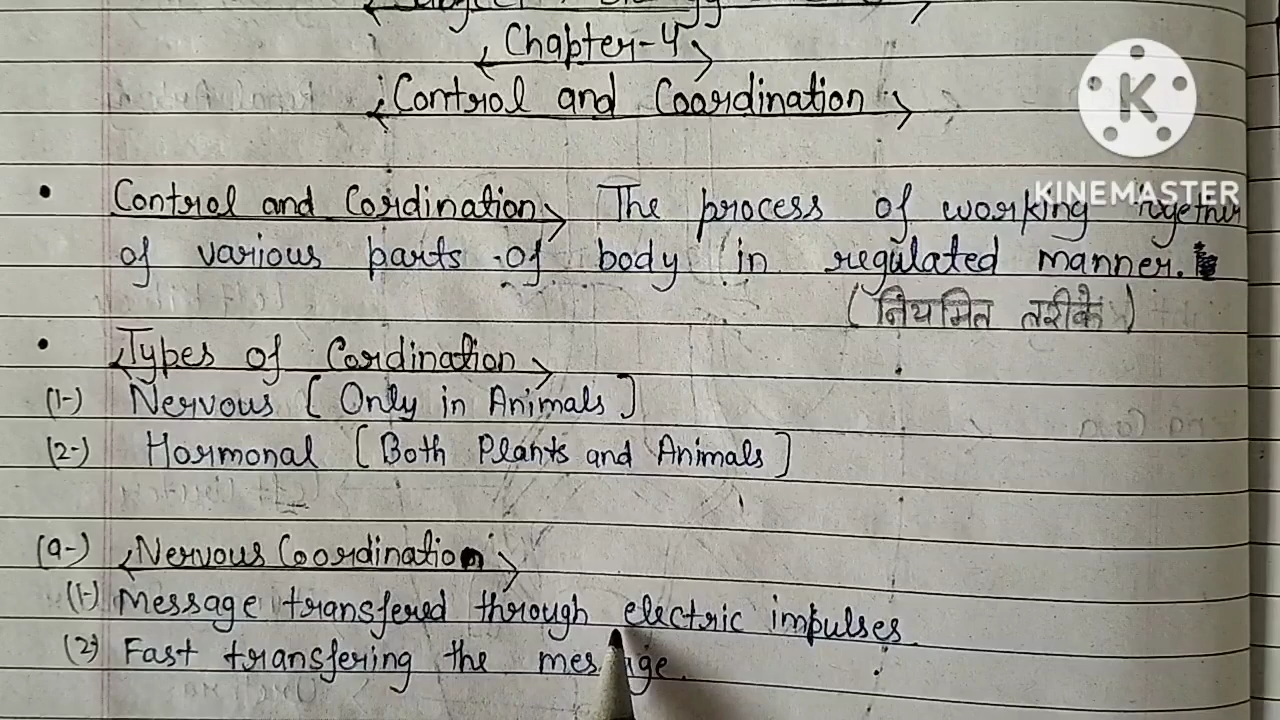 Chapter-4
Control and Coordination
K
KINEMASTER
• Control and Cordination The process of working together
of various parts of body in regulated manner.
(नियमित तरीके)
• Types of Cordination
(1-) Nervous [Only in Animals]
(2-) Hormonal [Both Plants and Animals]
(a-) Nervous Coordination
(1-) Message transfered through electric impulses
(2-) Fast transfering the